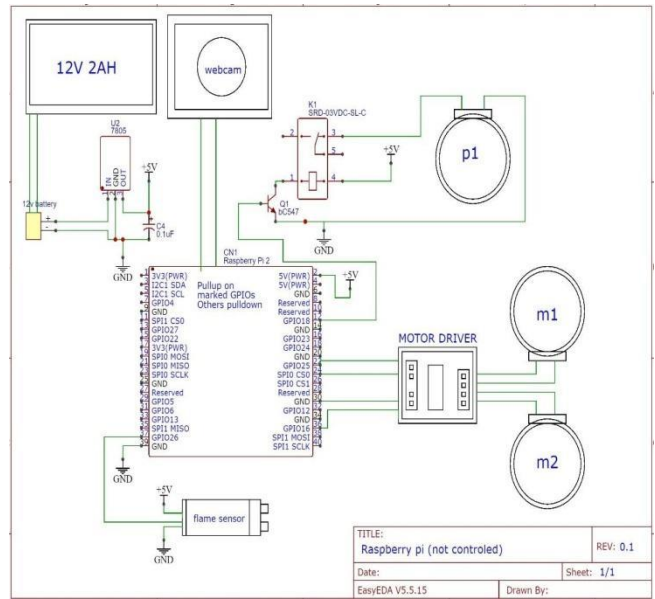 12V 2AH
webcam
K1
SRD-03VDC-SL-C
2
3
5
1
4
+5V
p1
U2
7805
IN
GND
OUT
1
2
3
+5V
12v battery
+
-
C4
0.1uF
GND
Q1
bC547
GND
CN1
Raspberry Pi 2
Pullup on
marked GPIOs
Others pulldown
3V3(PWR)
I2C1 SDA
I2C1 SCL
GPIO4
GND
SPI1 CS0
GPIO27
GPIO22
3V3(PWR)
SPI0 MOSI
SPI0 MISO
SPI0 SCLK
GND
Reserved
GPIO5
GPIO6
GPIO13
SPI1 MISO
GPIO26
GND
5V(PWR)
5V(PWR)
GND
Reserved
Reserved
GPIO18
GND
GPIO23
GPIO24
GND
GPIO25
SPI0 CS0
SPI0 CS1
Reserved
GND
GPIO12
GND
GPIO16
SPI1 MOSI
SPI1 SCLK
+5V
MOTOR DRIVER
m1
m2
GND
+5V
flame sensor
GND
TITLE:
Raspberry pi (not controled)
REV: 0.1
Date:
Sheet: 1/1
EasyEDA V5.5.15
Drawn By: